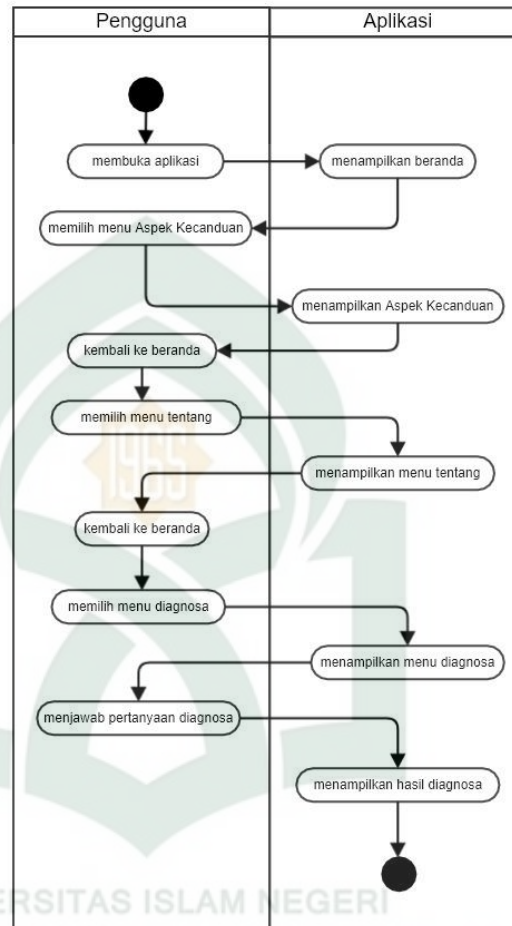 Pengguna
Aplikasi
membuka aplikasi
menampilkan beranda
memilih menu Aspek Kecanduan
menampilkan Aspek Kecanduan
kembali ke beranda
memilih menu tentang
1965
menampilkan menu tentang
kembali ke beranda
memilih menu diagnosa
menampilkan menu diagnosa
menjawab pertanyaan diagnosa
menampilkan hasil diagnosa
ERSITAS ISLAM NEGERI